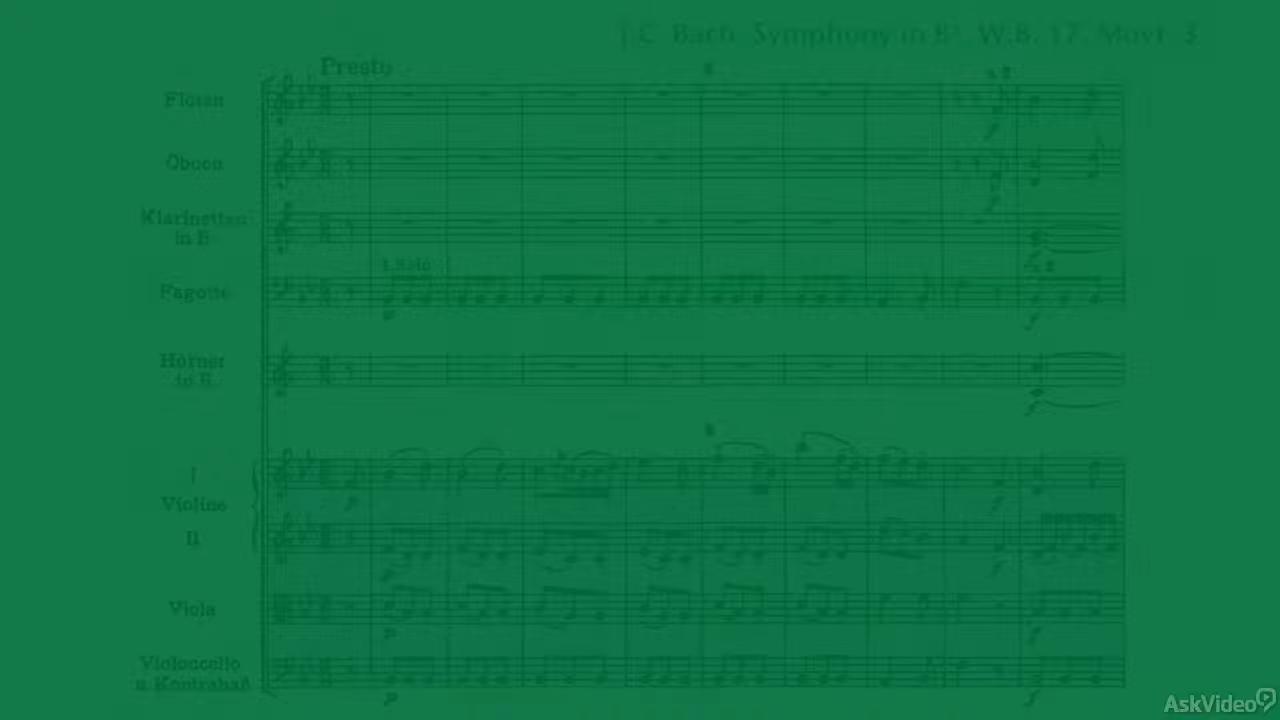 J.C. Bach, Symphony in B♭, W.B. 17, Movt. 3
Presto
Flöten
Oboen
Klarinetten
in B
1. Solo
Fagotte
p
f
Hörner
in B
f
I
Violine
II
p
f
Viola
p
f
Violoncello
u. Kontrabaß
p
f
AskVideo